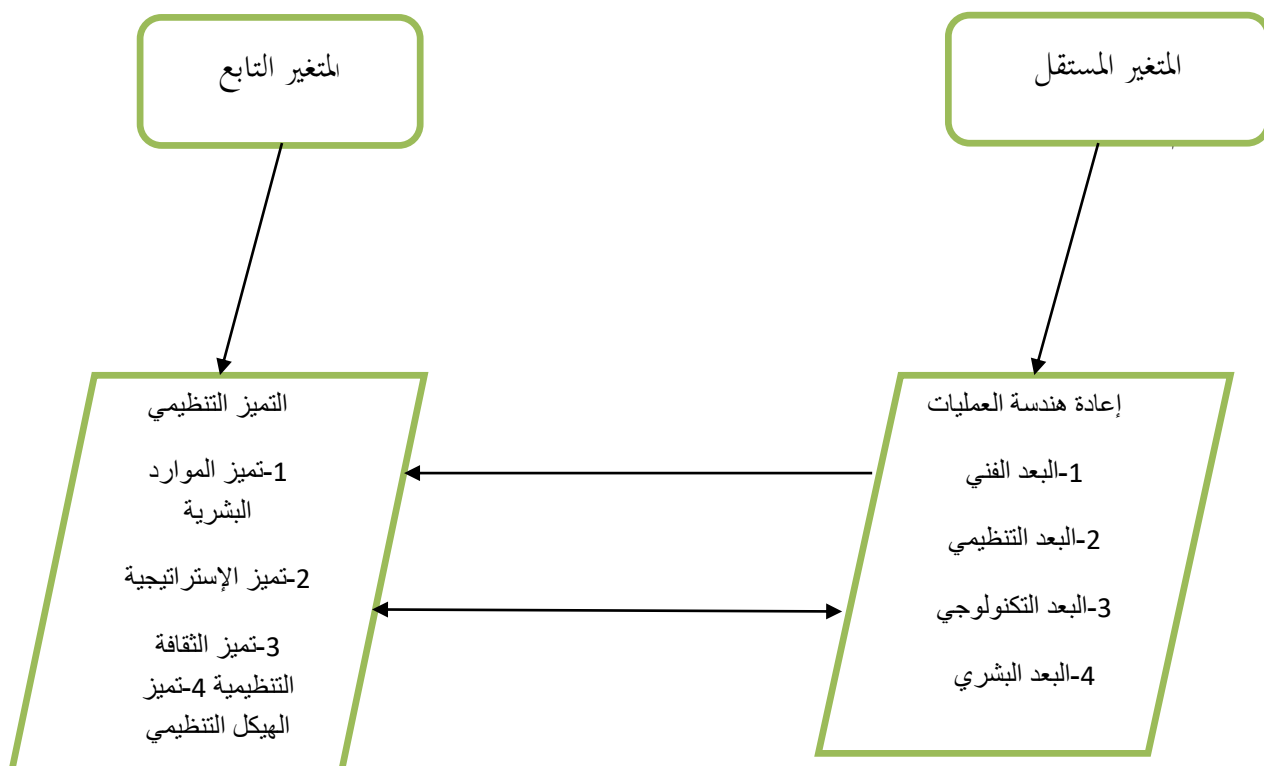 المتغير المستقل
المتغير التابع
إعادة هندسة العمليات
1-البعد الفني
2-البعد التنظيمي
3-البعد التكنولوجي
4-البعد البشري
التميز التنظيمي
1-تميز الموارد
البشرية
2-تميز الإستراتيجية
3-تميز الثقافة
التنظيمية 4-تميز
الهيكل التنظيمي